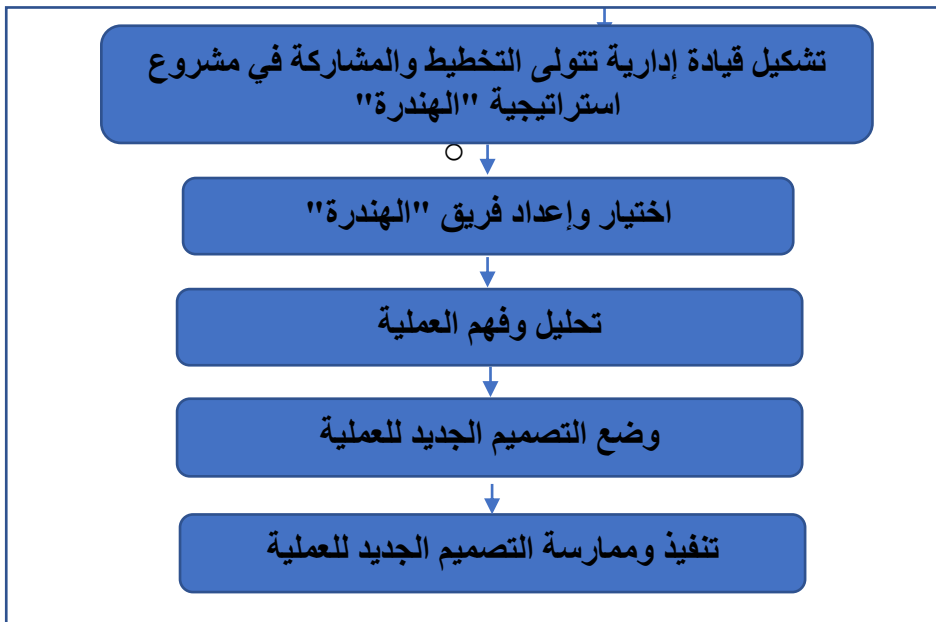 تشكيل قيادة إدارية تتولى التخطيط والمشاركة في مشروع
استراتيجية "الهندرة"
اختيار وإعداد فريق "الهندرة"
تحليل وفهم العملية
وضع التصميم الجديد للعملية
تنفيذ وممارسة التصميم الجديد للعملية